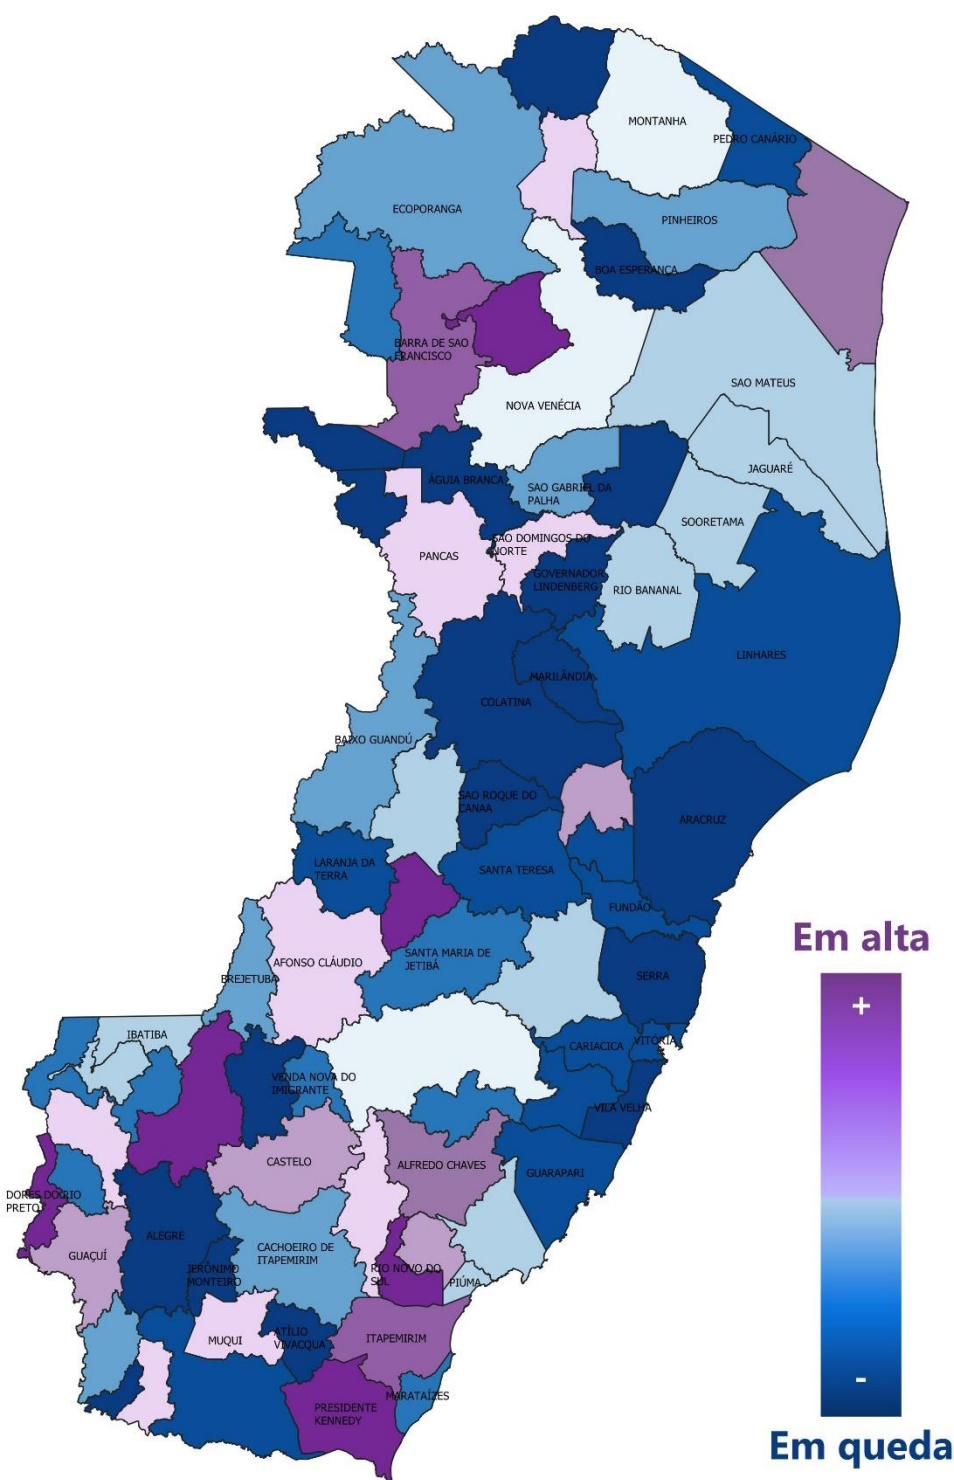 MONTANHA
PEDRO CANÁRIO
ECOPORANGA
PINHEIROS
BOA ESPERANÇA
BARRA DE SAO
FRANCISCO
SAO MATEUS
NOVA VENÉCIA
JAGUARÉ
ÁGUIA BRANCA
SAO GABRIEL DA
PALHA
SOORETAMA
SAO DOMINGOS DO
NORTE
PANCAS
GOVERNADOR
LINDENBERG
RIO BANANAL
LINHARES
MARILÂNDIA
COLATINA
BAIXO GUANDÚ
SAO ROQUE DO
CANAA
ARACRUZ
LARANJA DA
TERRA
SANTA TERESA
FUNDÃO
Em alta
SANTA MARIA DE
JETIBÁ
AFONSO CLÁUDIO
BREJETUBA
SERRA
+
IBATIBA
CARIACICA
VITÓRIA
VENDA NOVA DO
IMIGRANTE
VILA VELHA
CASTELO
ALFREDO CHAVES
GUARAPARI
DORES DO RIO
PRETO
ALEGRE
GUAÇUÍ
CACHOEIRO DE
ITAPEMIRIM
JERÔNIMO
MONTEIRO
RIO NOVO DO
SUL
PIÚMA
MUQUI
ATÍLIO
VIVACQUA
ITAPEMIRIM
-
MARATAÍZES
PRESIDENTE
KENNEDY
Em queda